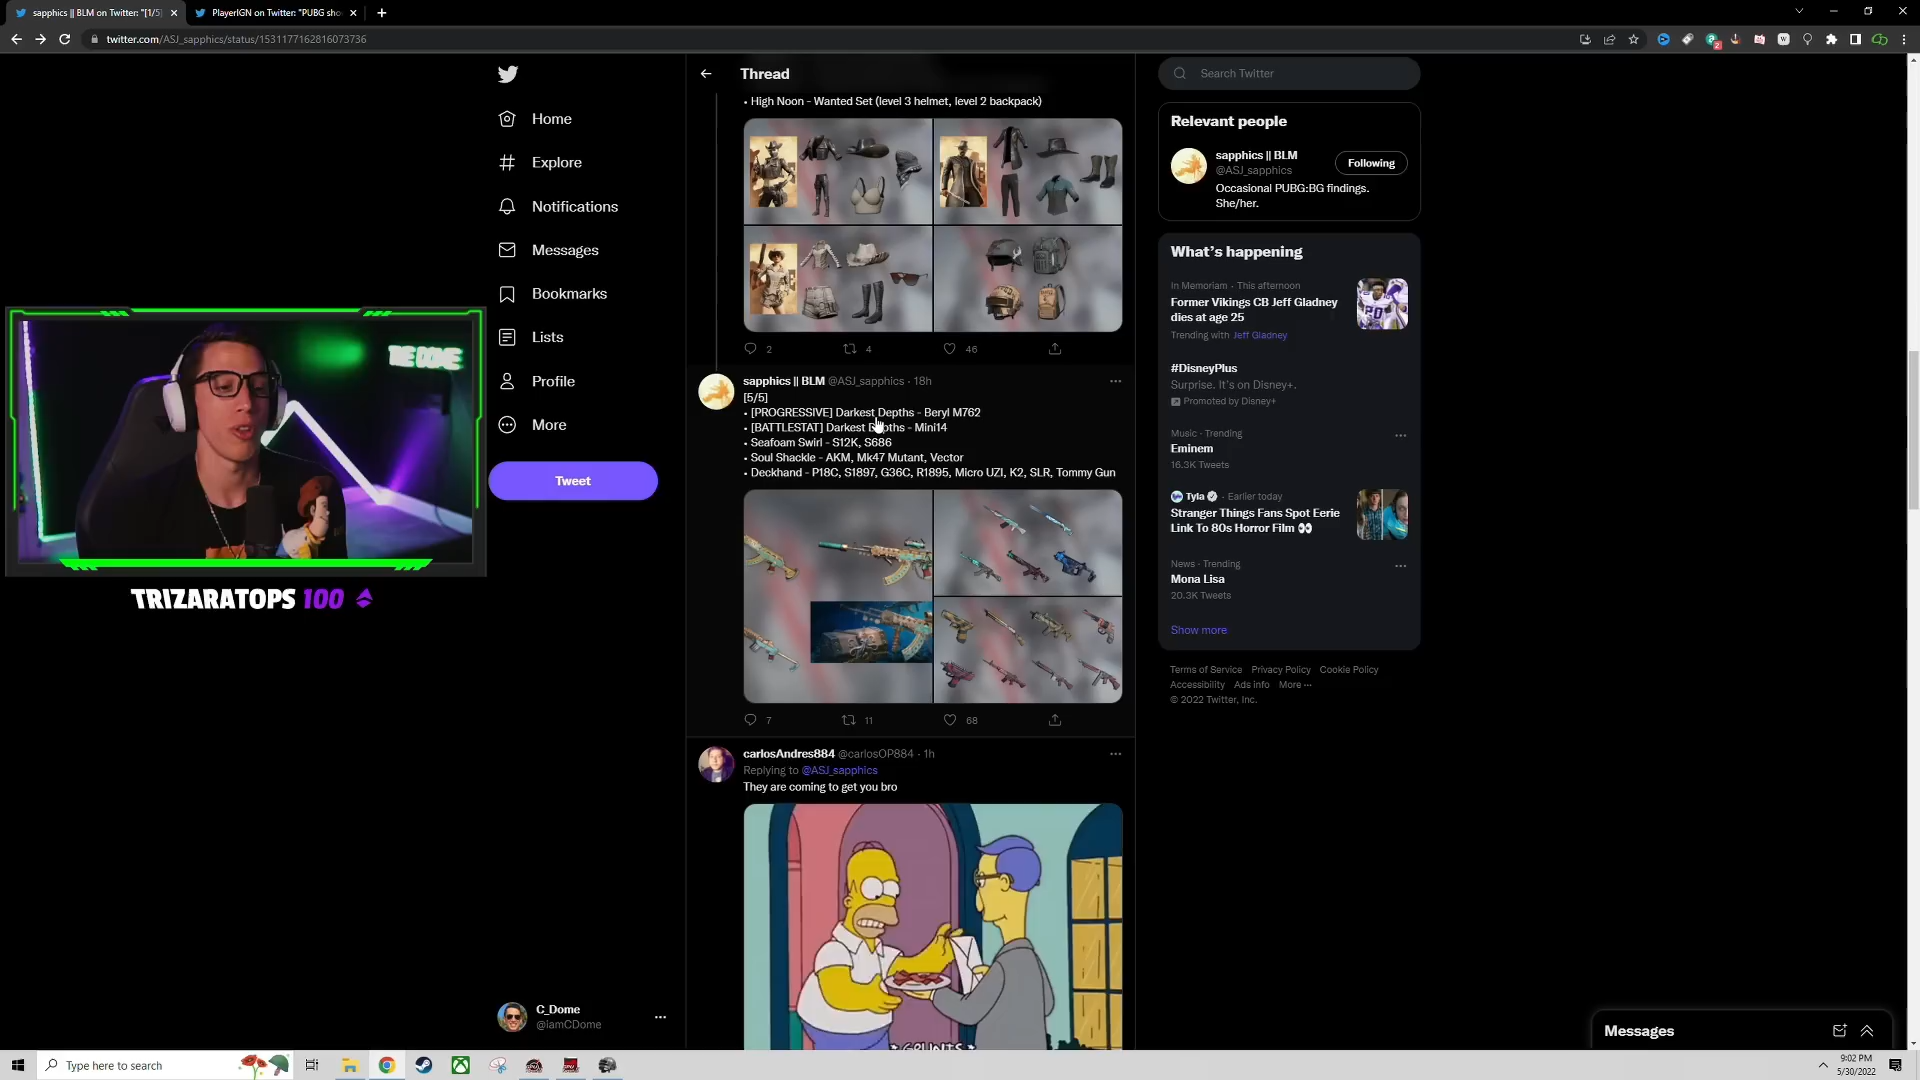 sapphics || BLM on Twitter: "[1/5]
PlayerIGN on Twitter: "PUBG sho
twitter.com/ASJ_sapphics/status/1531177162816073736
2
Home
Explore
Notifications
Messages
Bookmarks
Lists
Profile
More
Tweet
C_Dome
@iamCDome
THE DOME
TRIZARATOPS 100
Thread
• High Noon - Wanted Set (level 3 helmet, level 2 backpack)
2 4 46
sapphics || BLM @ASJ_sapphics · 18h
[5/5]
• [PROGRESSIVE] Darkest Depths - Beryl M762
• [BATTLESTAT] Darkest Depths - Mini14
• Seafoam Swirl - S12K, S686
• Soul Shackle - AKM, Mk47 Mutant, Vector
• Deckhand - P18C, S1897, G36C, R1895, Micro UZI, K2, SLR, Tommy Gun
7 11 68
carlosAndres884 @carlosOP884 · 1h
Replying to @ASJ_sapphics
They are coming to get you bro
*GRUNTS*
Search Twitter
Relevant people
sapphics || BLM
@ASJ_sapphics
Following
Occasional PUBG:BG findings.
She/her.
What's happening
In Memoriam · This afternoon
Former Vikings CB Jeff Gladney
dies at age 25
Trending with Jeff Gladney
20
#DisneyPlus
Surprise. It's on Disney+.
Promoted by Disney+
Music · Trending
Eminem
16.3K Tweets
Tyla · Earlier today
Stranger Things Fans Spot Eerie
Link To 80s Horror Film 👀
News · Trending
Mona Lisa
20.3K Tweets
Show more
Terms of Service Privacy Policy Cookie Policy
Accessibility Ads info More ···
© 2022 Twitter, Inc.
Messages
Type here to search
9:02 PM
5/30/2022